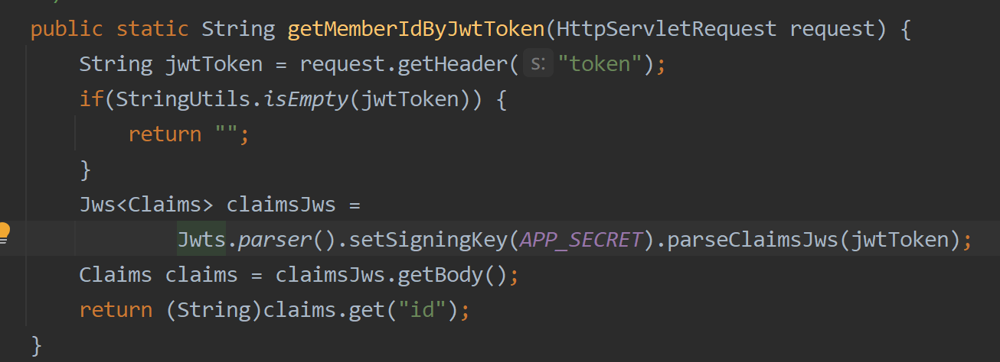 public static String getMemberIdByJwtToken(HttpServletRequest request) {
String jwtToken = request.getHeader( s: "token");
if(StringUtils.isEmpty(jwtToken)) {
return "";
}
Jws<Claims> claimsJws =
Jwts.parser().setSigningKey(APP_SECRET).parseClaimsJws(jwtToken);
Claims claims = claimsJws.getBody();
return (String)claims.get("id");
}